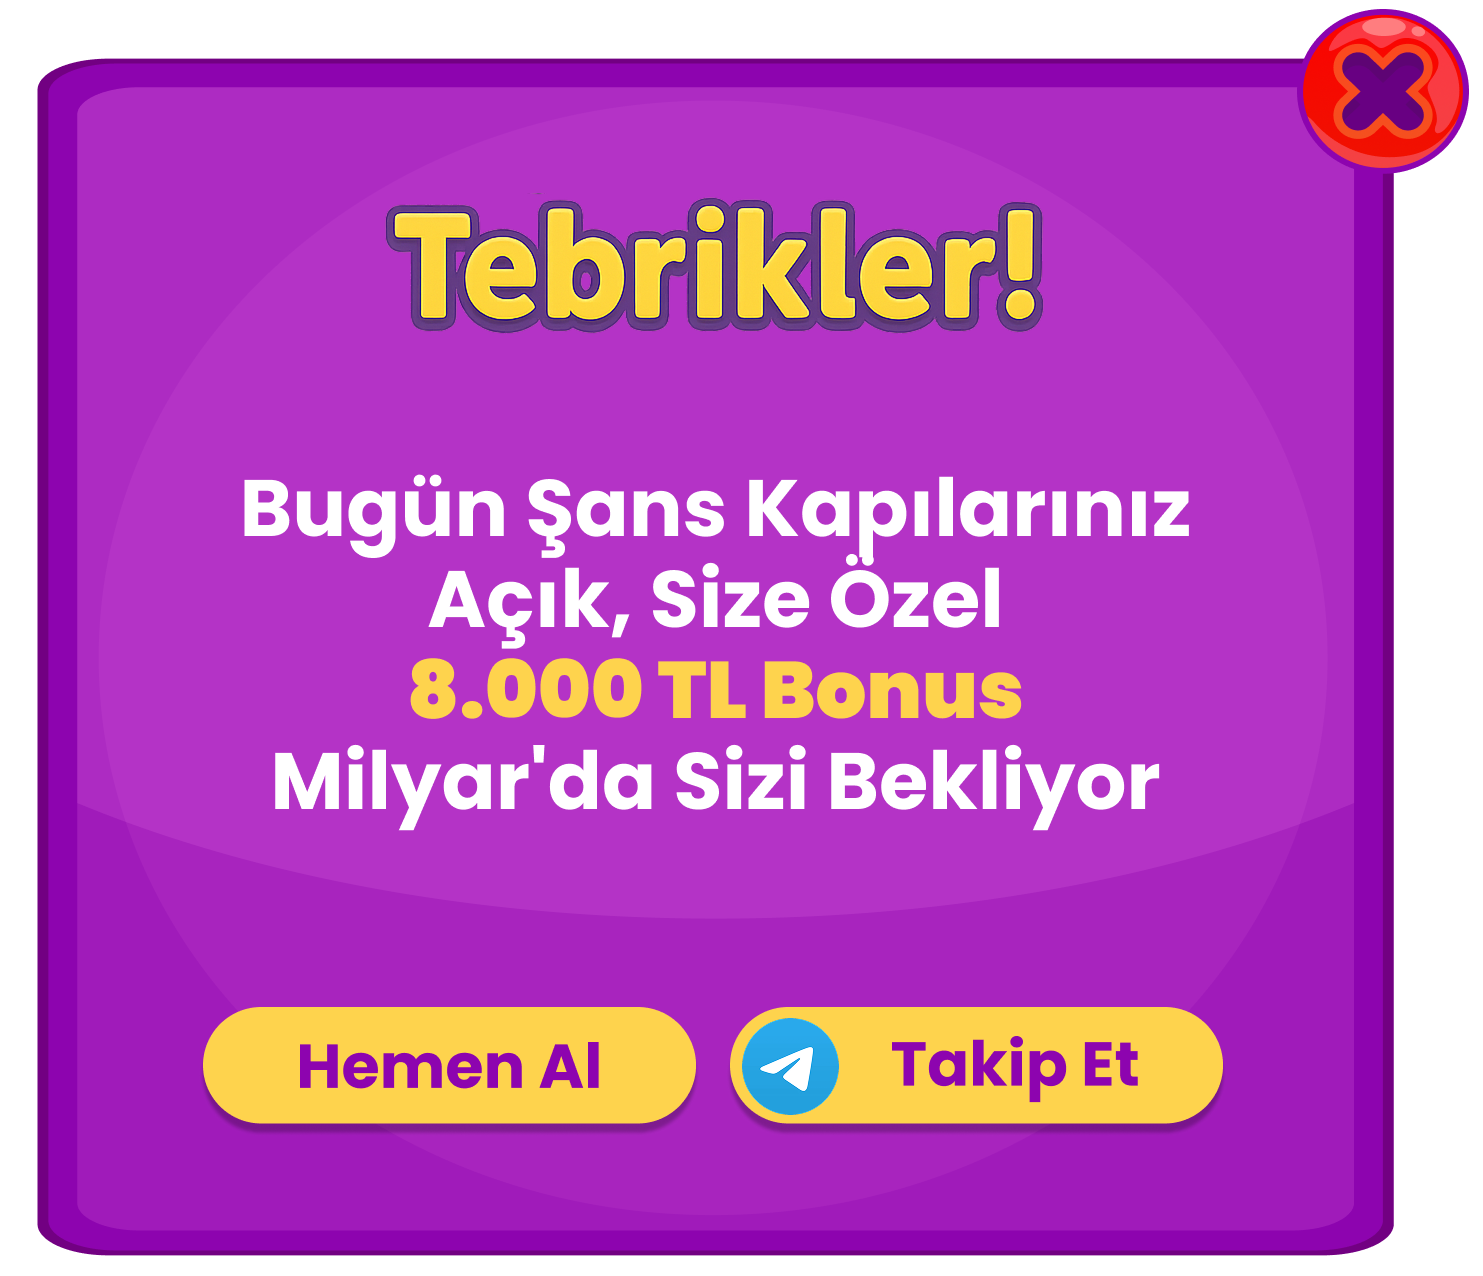 Tebrikler!
Bugün Şans Kapılarınız
Açık, Size Özel
8.000 TL Bonus
Milyar'da Sizi Bekliyor
Hemen Al
Takip Et